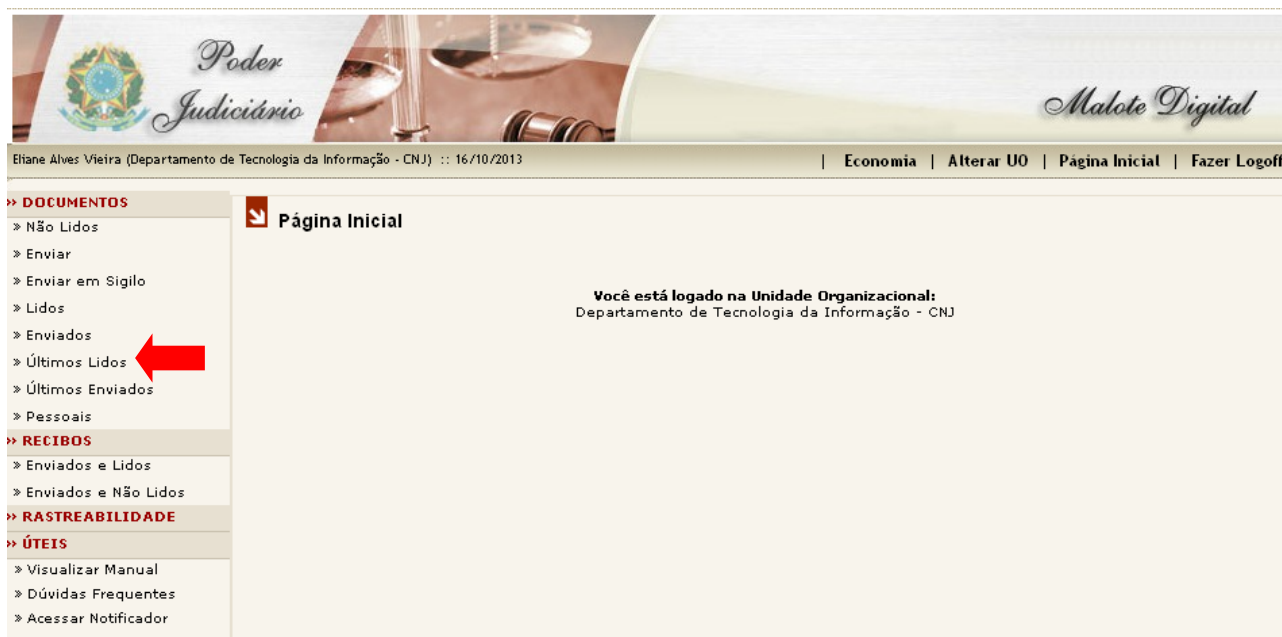 Poder
Judiciário
Malote Digital
Eliane Alves Vieira (Departamento de Tecnologia da Informação - CNJ) :: 16/10/2013 | Economia | Alterar UO | Página Inicial | Fazer Logoff
» DOCUMENTOS
» Não Lidos
» Enviar
» Enviar em Sigilo
» Lidos
» Enviados
» Últimos Lidos
» Últimos Enviados
» Pessoais
» RECIBOS
» Enviados e Lidos
» Enviados e Não Lidos
» RASTREABILIDADE
» ÚTEIS
» Visualizar Manual
» Dúvidas Frequentes
» Acessar Notificador
Página Inicial
Você está logado na Unidade Organizacional:
Departamento de Tecnologia da Informação - CNJ